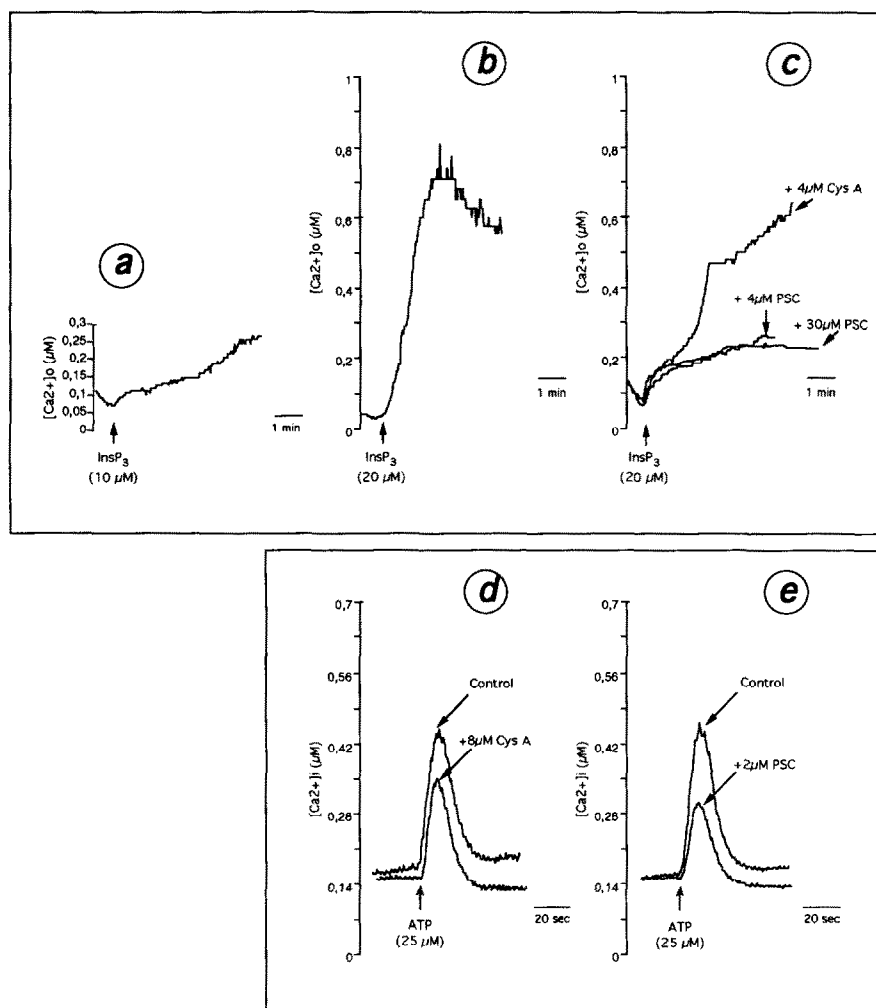 a
[Ca2+]o (µM)
0,3
0,25
0,2
0,15
0,1
0,05
0
InsP3
(10 µM)
1 min
b
[Ca2+]o (µM)
1
0,8
0,6
0,4
0,2
0
InsP3
(20 µM)
1 min
c
[Ca2+]o (µM)
1
0,8
0,6
0,4
0,2
0
+ 4µM Cys A
+ 4µM PSC
+ 30µM PSC
InsP3
(20 µM)
1 min
d
[Ca2+]i (µM)
0,7
0,56
0,42
0,28
0,14
0
Control
+8µM Cys A
ATP
(25 µM)
20 sec
e
[Ca2+]i (µM)
0,7
0,56
0,42
0,28
0,14
0
Control
+2µM PSC
ATP
(25 µM)
20 sec